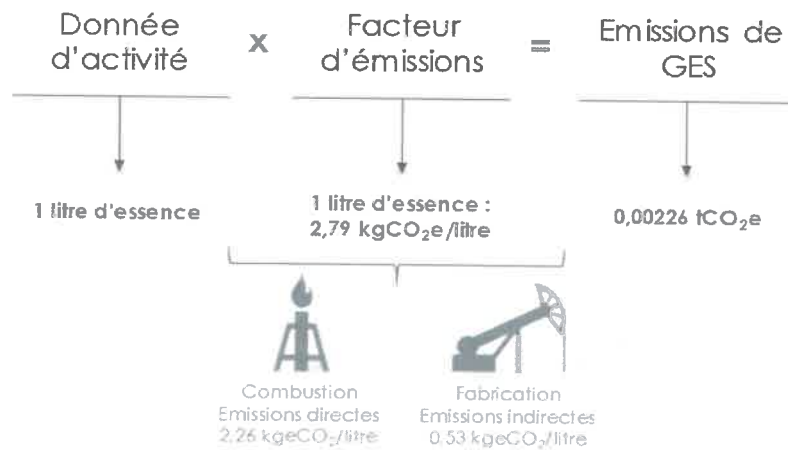 Donnée d'activité x Facteur d'émissions = Emissions de GES
1 litre d'essence
1 litre d'essence :
2,79 kgCO₂e/litre
0,00226 tCO₂e
Combustion
Emissions directes
2,26 kgeCO₂/litre
Fabrication
Emissions indirectes
0,53 kgeCO₂/litre